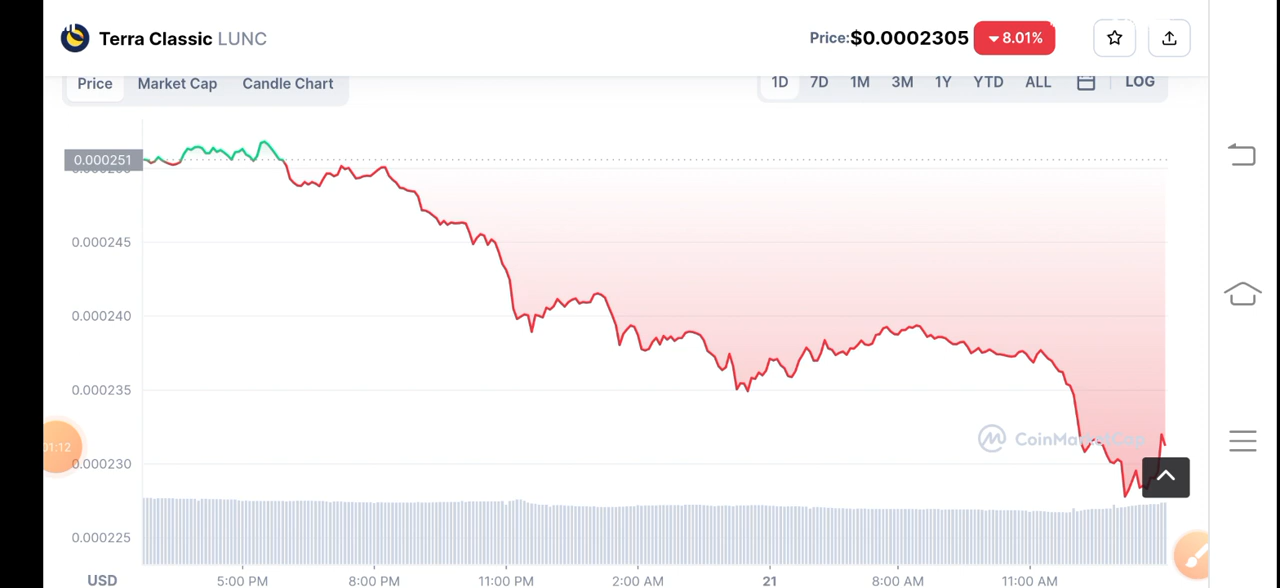 Terra Classic LUNC
Price:$0.0002305 8.01%
Price Market Cap Candle Chart
1D 7D 1M 3M 1Y YTD ALL LOG
0.000251
0.000245
0.000240
0.000235
CoinMarketCap
01:12
0.000230
0.000225
USD 5:00 PM 8:00 PM 11:00 PM 2:00 AM 21 8:00 AM 11:00 AM